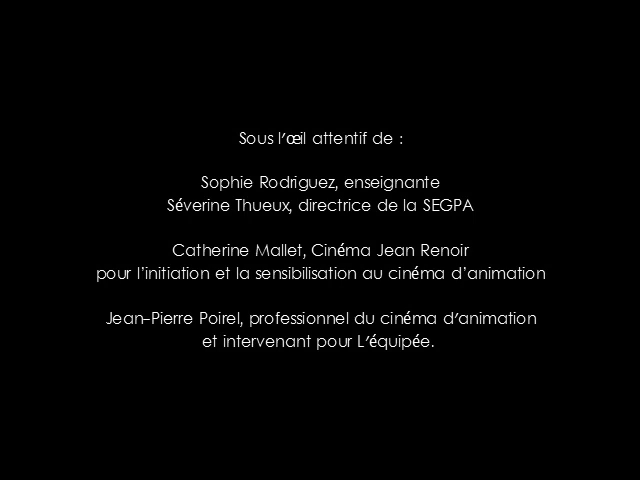 Sous l'œil attentif de :
Sophie Rodriguez, enseignante
Séverine Thueux, directrice de la SEGPA
Catherine Mallet, Cinéma Jean Renoir
pour l'initiation et la sensibilisation au cinéma d'animation
Jean-Pierre Poirel, professionnel du cinéma d'animation
et intervenant pour L'équipée.